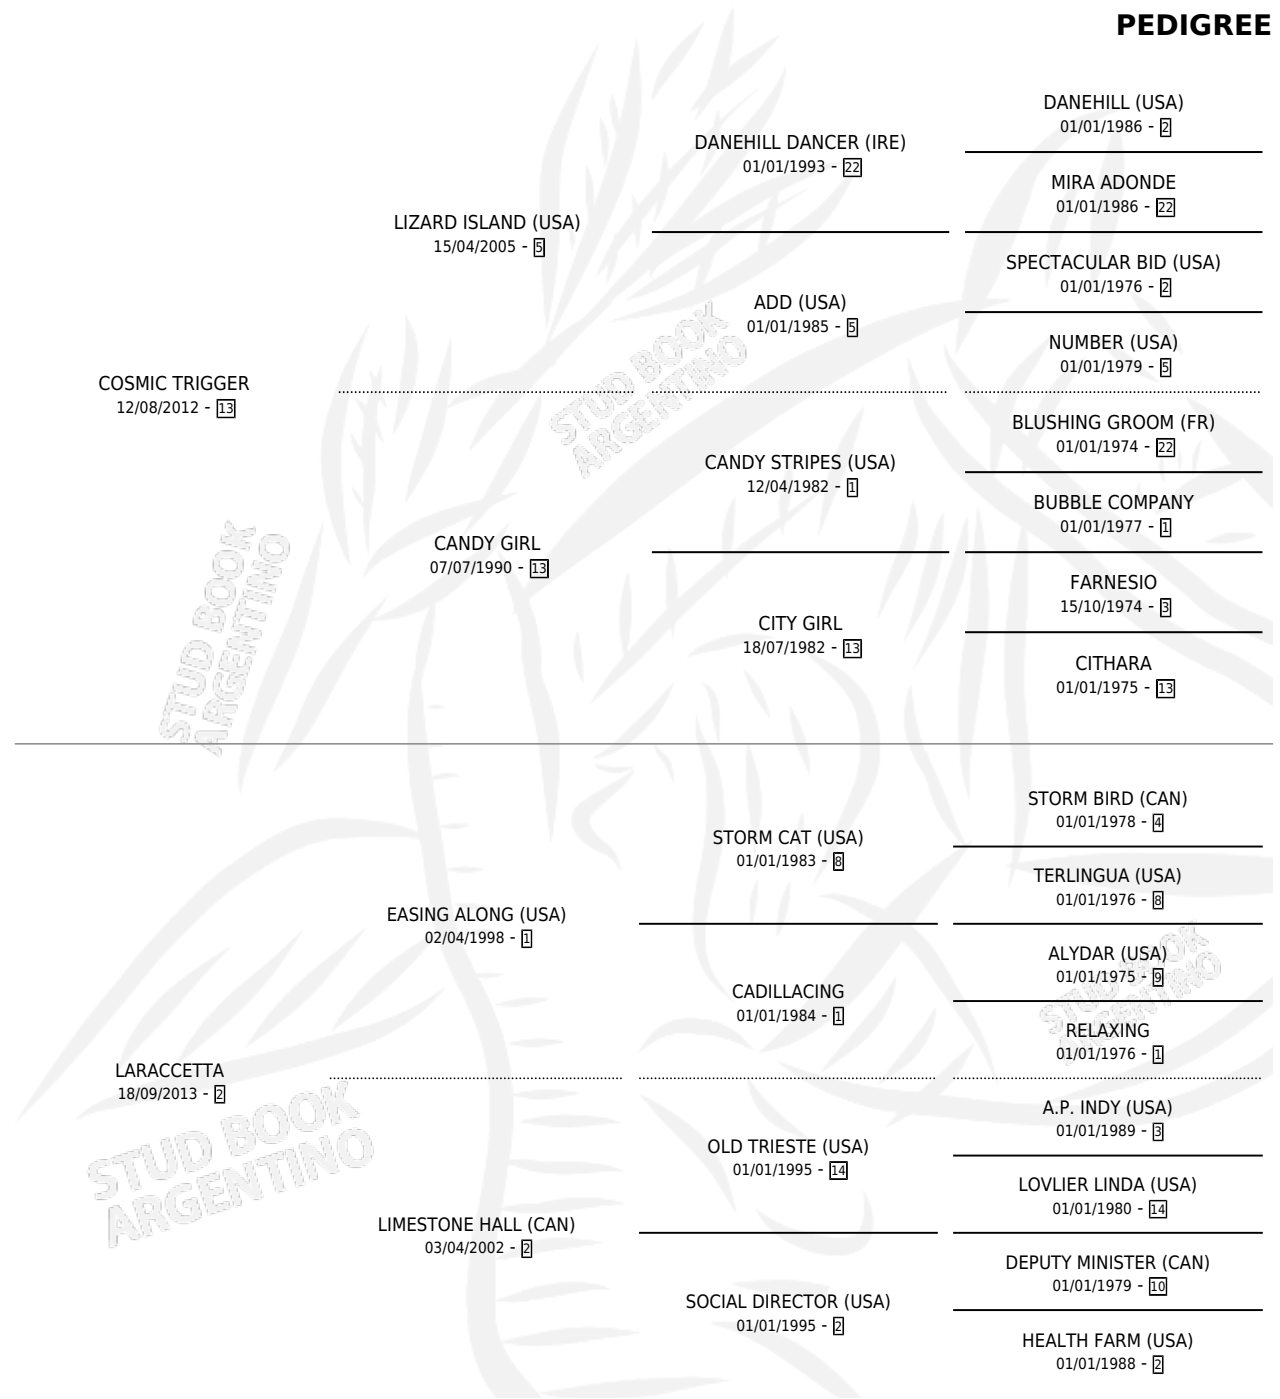 PEDIGREE
DANEHILL (USA)
01/01/1986 - 2
DANEHILL DANCER (IRE)
01/01/1993 - 22
MIRA ADONDE
01/01/1986 - 22
LIZARD ISLAND (USA)
15/04/2005 - 5
SPECTACULAR BID (USA)
01/01/1976 - 2
ADD (USA)
01/01/1985 - 5
NUMBER (USA)
01/01/1979 - 5
COSMIC TRIGGER
12/08/2012 - 13
BLUSHING GROOM (FR)
01/01/1974 - 22
CANDY STRIPES (USA)
12/04/1982 - 1
BUBBLE COMPANY
01/01/1977 - 1
CANDY GIRL
07/07/1990 - 13
FARNESIO
15/10/1974 - 3
CITY GIRL
18/07/1982 - 13
CITHARA
01/01/1975 - 13
STUD BOOK
ARGENTINO
STUD BOOK
ARGENTINO
STORM BIRD (CAN)
01/01/1978 - 4
STORM CAT (USA)
01/01/1983 - 8
TERLINGUA (USA)
01/01/1976 - 8
EASING ALONG (USA)
02/04/1998 - 1
ALYDAR (USA)
01/01/1975 - 9
CADILLACING
01/01/1984 - 1
RELAXING
01/01/1976 - 1
LARACCETTA
18/09/2013 - 2
A.P. INDY (USA)
01/01/1989 - 3
OLD TRIESTE (USA)
01/01/1995 - 14
LOVLIER LINDA (USA)
01/01/1980 - 14
LIMESTONE HALL (CAN)
03/04/2002 - 2
DEPUTY MINISTER (CAN)
01/01/1979 - 10
SOCIAL DIRECTOR (USA)
01/01/1995 - 2
HEALTH FARM (USA)
01/01/1988 - 2
STUD BOOK
ARGENTINO
STUD BOOK
ARGENTINO